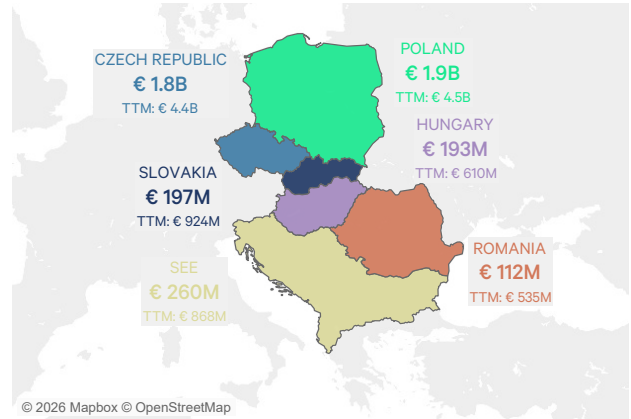 CZECH REPUBLIC
€ 1.8B
TTM: € 4.4B
POLAND
€ 1.9B
TTM: € 4.5B
HUNGARY
€ 193M
TTM: € 610M
SLOVAKIA
€ 197M
TTM: € 924M
SEE
€ 260M
TTM: € 868M
ROMANIA
€ 112M
TTM: € 535M
© 2026 Mapbox © OpenStreetMap